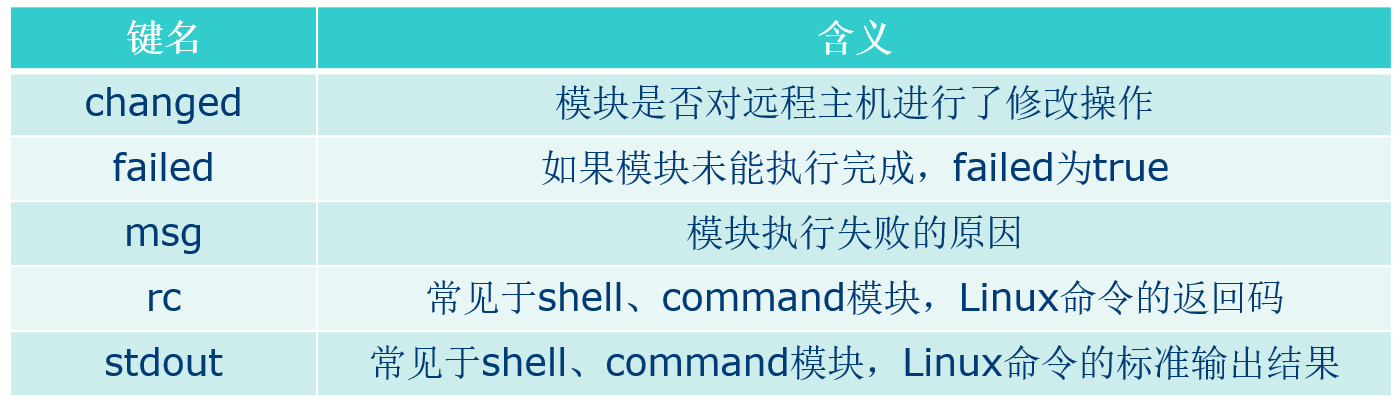 键名 含义
changed 模块是否对远程主机进行了修改操作
failed 如果模块未能执行完成，failed为true
msg 模块执行失败的原因
rc 常见于shell、command模块，Linux命令的返回码
stdout 常见于shell、command模块，Linux命令的标准输出结果